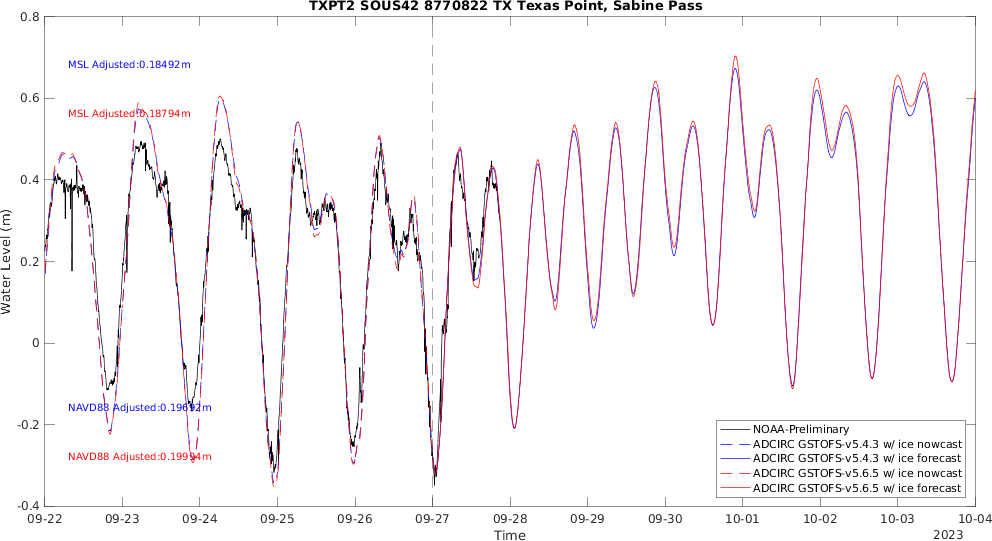 TXPT2 SOUS42 8770822 TX Texas Point, Sabine Pass
0.8
0.6
0.4
0.2
0
-0.2
-0.4
Water Level (m)
MSL Adjusted:0.18492m
MSL Adjusted:0.18794m
NAVD88 Adjusted:0.19692m
NAVD88 Adjusted:0.19994m
NOAA-Preliminary
ADCIRC GSTOFS-v5.4.3 w/ ice nowcast
ADCIRC GSTOFS-v5.4.3 w/ ice forecast
ADCIRC GSTOFS-v5.6.5 w/ ice nowcast
ADCIRC GSTOFS-v5.6.5 w/ ice forecast
09-22 09-23 09-24 09-25 09-26 09-27 09-28 09-29 09-30 10-01 10-02 10-03 10-04
Time
2023